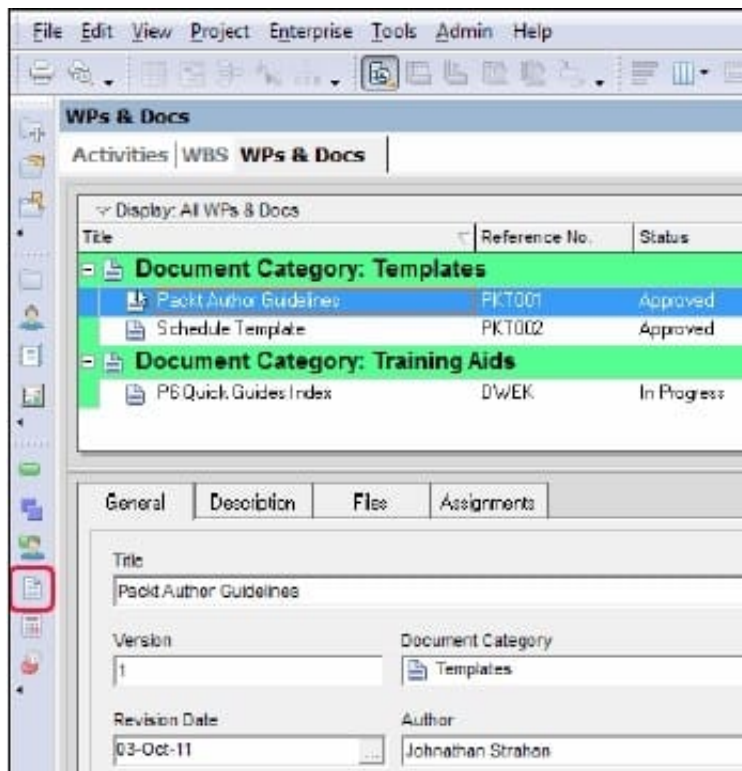 File Edit View Project Enterprise Tools Admin Help
WPs & Docs
Activities WBS WPs & Docs
Display: All WPs & Docs
Title Reference No. Status
Document Category: Templates
Packt Author Guidelines PKT001 Approved
Schedule Template PKT002 Approved
Document Category: Training Aids
P6 Quick Guides Index DWEK In Progress
General Description Files Assignments
Title
Packt Author Guidelines
Version Document Category
1 Templates
Revision Date Author
03-Oct-11 ... Johnathan Strahan